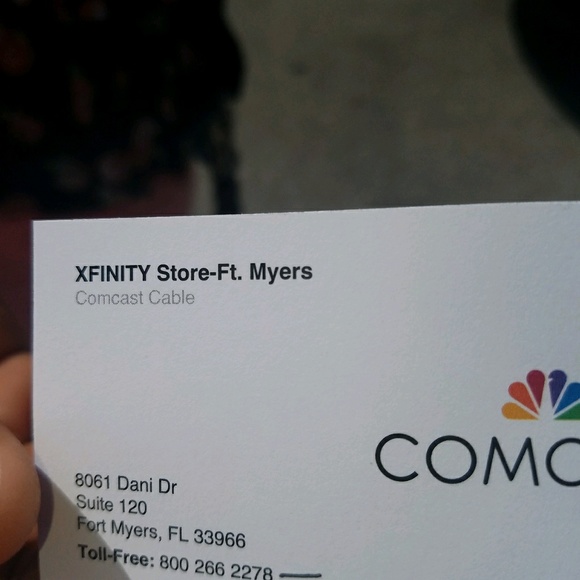 XFINITY Store-Ft. Myers
Comcast Cable
COMC
8061 Dani Dr
Suite 120
Fort Myers, FL 33966
Toll-Free: 800 266 2278